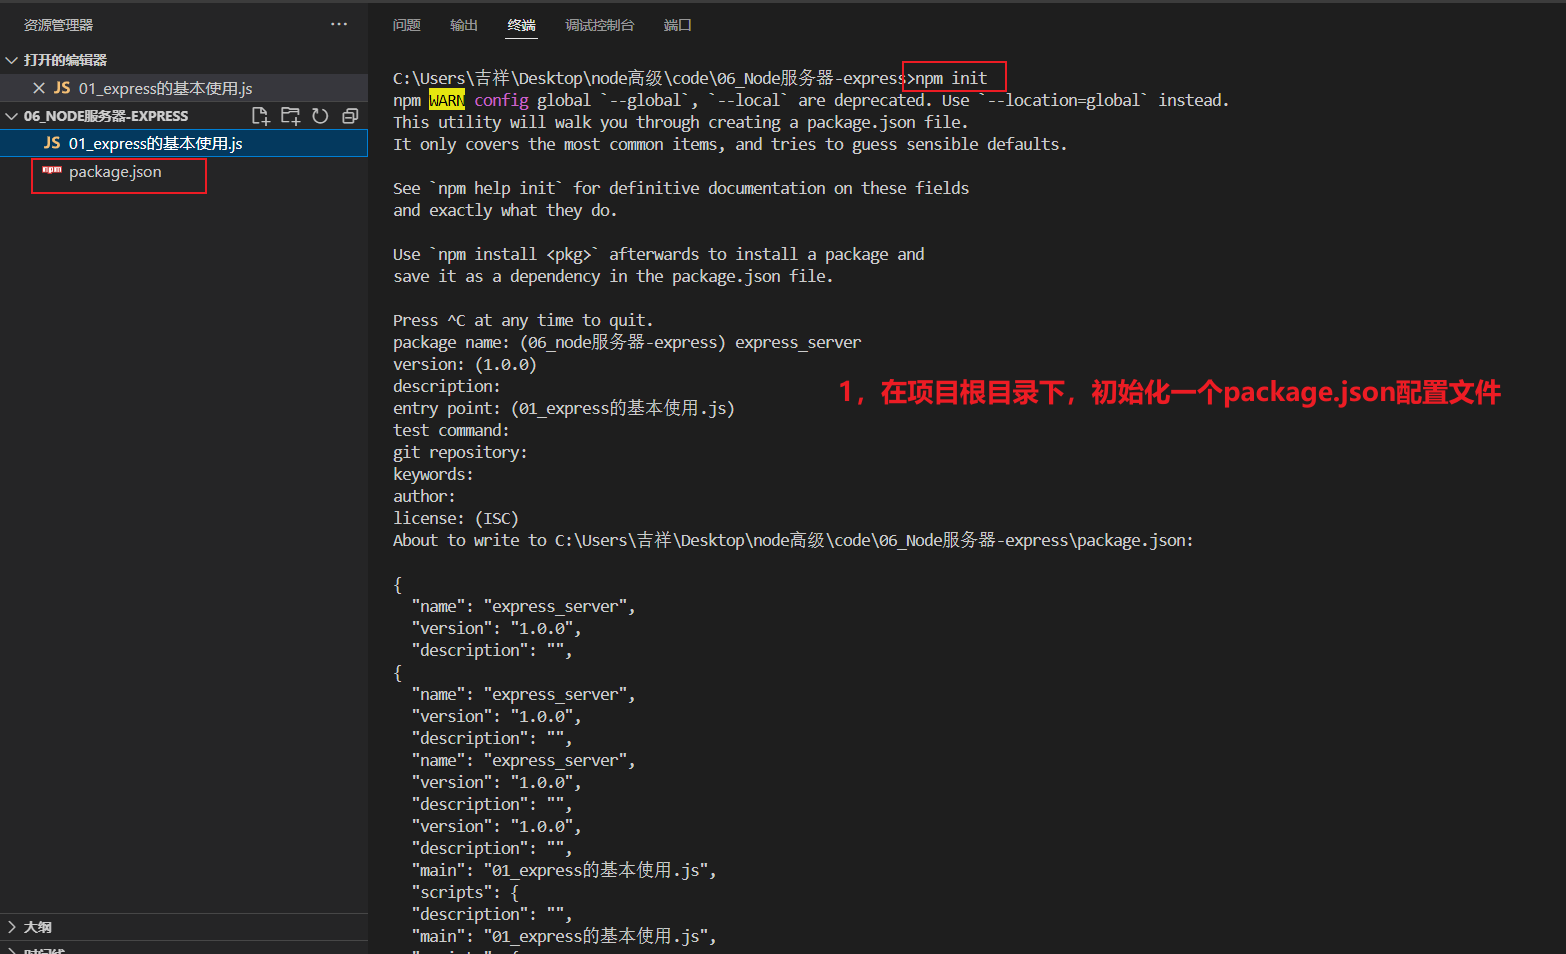 资源管理器
打开的编辑器
JS 01_express的基本使用.js
06_NODE服务器-EXPRESS
JS 01_express的基本使用.js
npm package.json
大纲
时间线
问题 输出 终端 调试控制台 端口
C:\Users\吉祥\Desktop\node高级\code\06_Node服务器-express>npm init
npm WARN config global `--global`, `--local` are deprecated. Use `--location=global` instead.
This utility will walk you through creating a package.json file.
It only covers the most common items, and tries to guess sensible defaults.
See `npm help init` for definitive documentation on these fields
and exactly what they do.
Use `npm install <pkg>` afterwards to install a package and
save it as a dependency in the package.json file.
Press ^C at any time to quit.
package name: (06_node服务器-express) express_server
version: (1.0.0)
description:
entry point: (01_express的基本使用.js)
test command:
git repository:
keywords:
author:
license: (ISC)
About to write to C:\Users\吉祥\Desktop\node高级\code\06_Node服务器-express\package.json:
{
"name": "express_server",
"version": "1.0.0",
"description": "",
{
"name": "express_server",
"version": "1.0.0",
"description": "",
"name": "express_server",
"version": "1.0.0",
"description": "",
"version": "1.0.0",
"description": "",
"main": "01_express的基本使用.js",
"scripts": {
"description": "",
"main": "01_express的基本使用.js",
1，在项目根目录下，初始化一个package.json配置文件